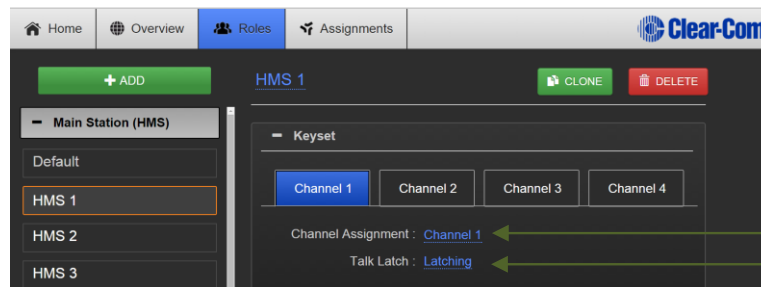 Home Overview Roles Assignments Clear-Com
+ ADD HMS 1 CLONE DELETE
− Main Station (HMS)
− Keyset
Default
Channel 1 Channel 2 Channel 3 Channel 4
HMS 1
HMS 2
Channel Assignment : Channel 1
Talk Latch : Latching
HMS 3